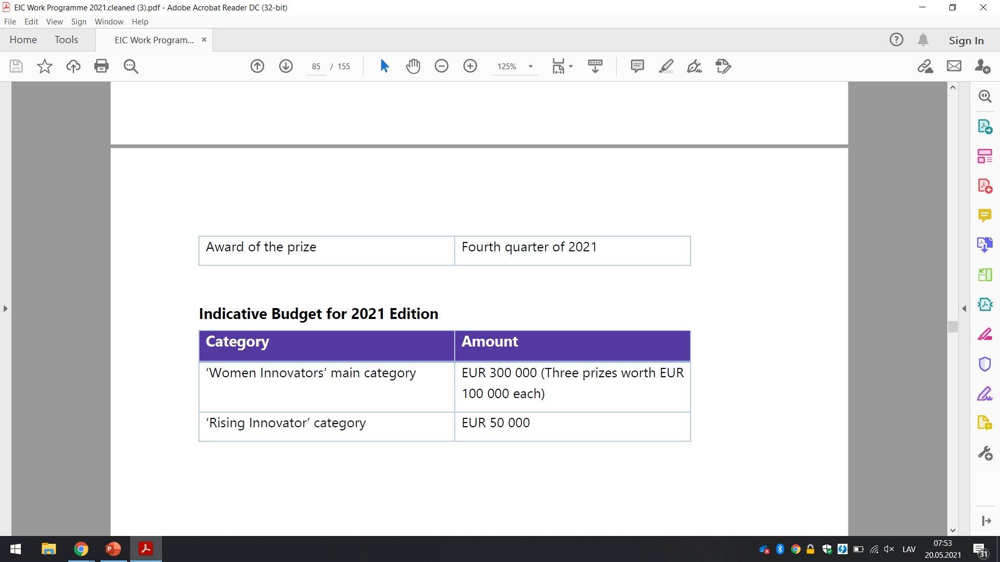 EIC Work Programme 2021.cleaned (3).pdf - Adobe Acrobat Reader DC (32-bit)
File Edit View Sign Window Help
Home Tools EIC Work Program... × Sign In
85 / 155 125%
Award of the prize Fourth quarter of 2021
Indicative Budget for 2021 Edition
Category Amount
‘Women Innovators’ main category EUR 300 000 (Three prizes worth EUR
100 000 each)
‘Rising Innovator’ category EUR 50 000
LAV 07:53
20.05.2021
31